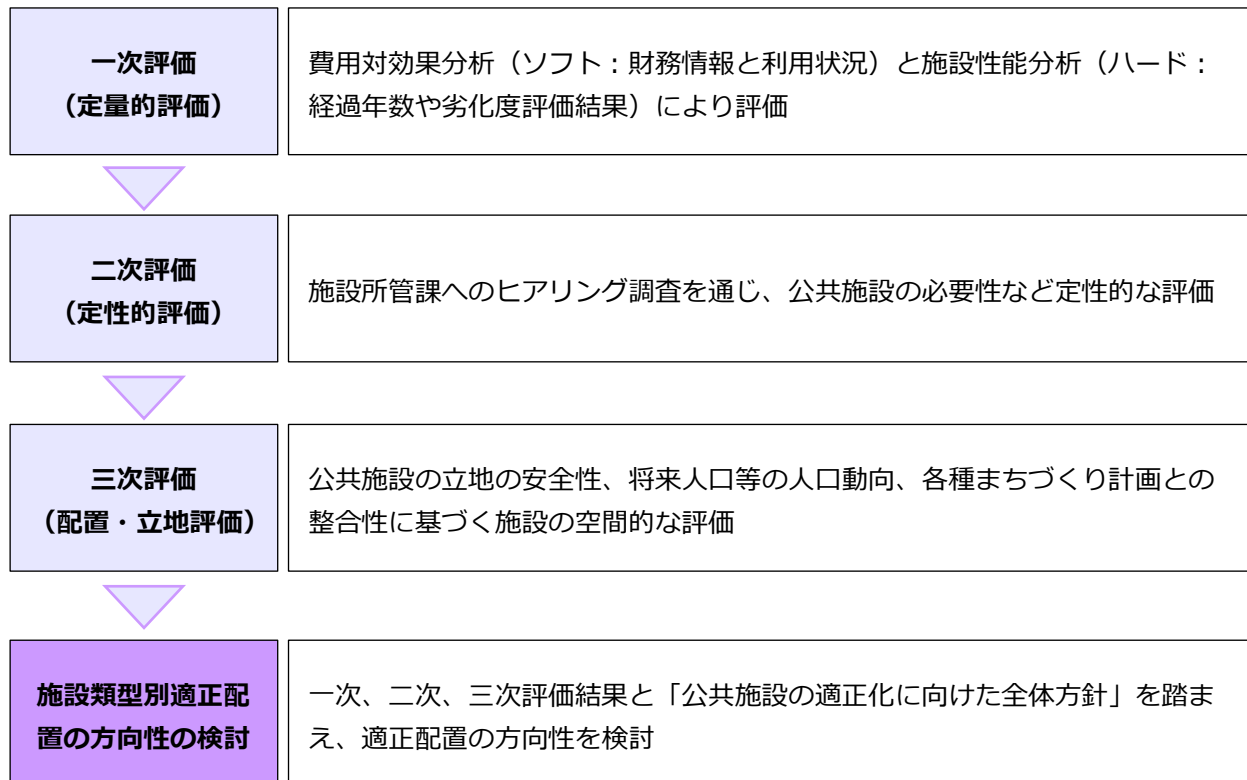 一次評価
（定量的評価）
費用対効果分析（ソフト：財務情報と利用状況）と施設性能分析（ハード：
経過年数や劣化度評価結果）により評価
二次評価
（定性的評価）
施設所管課へのヒアリング調査を通じ、公共施設の必要性など定性的な評価
三次評価
（配置・立地評価）
公共施設の立地の安全性、将来人口等の人口動向、各種まちづくり計画との
整合性に基づく施設の空間的な評価
施設類型別適正配
置の方向性の検討
一次、二次、三次評価結果と「公共施設の適正化に向けた全体方針」を踏ま
え、適正配置の方向性を検討